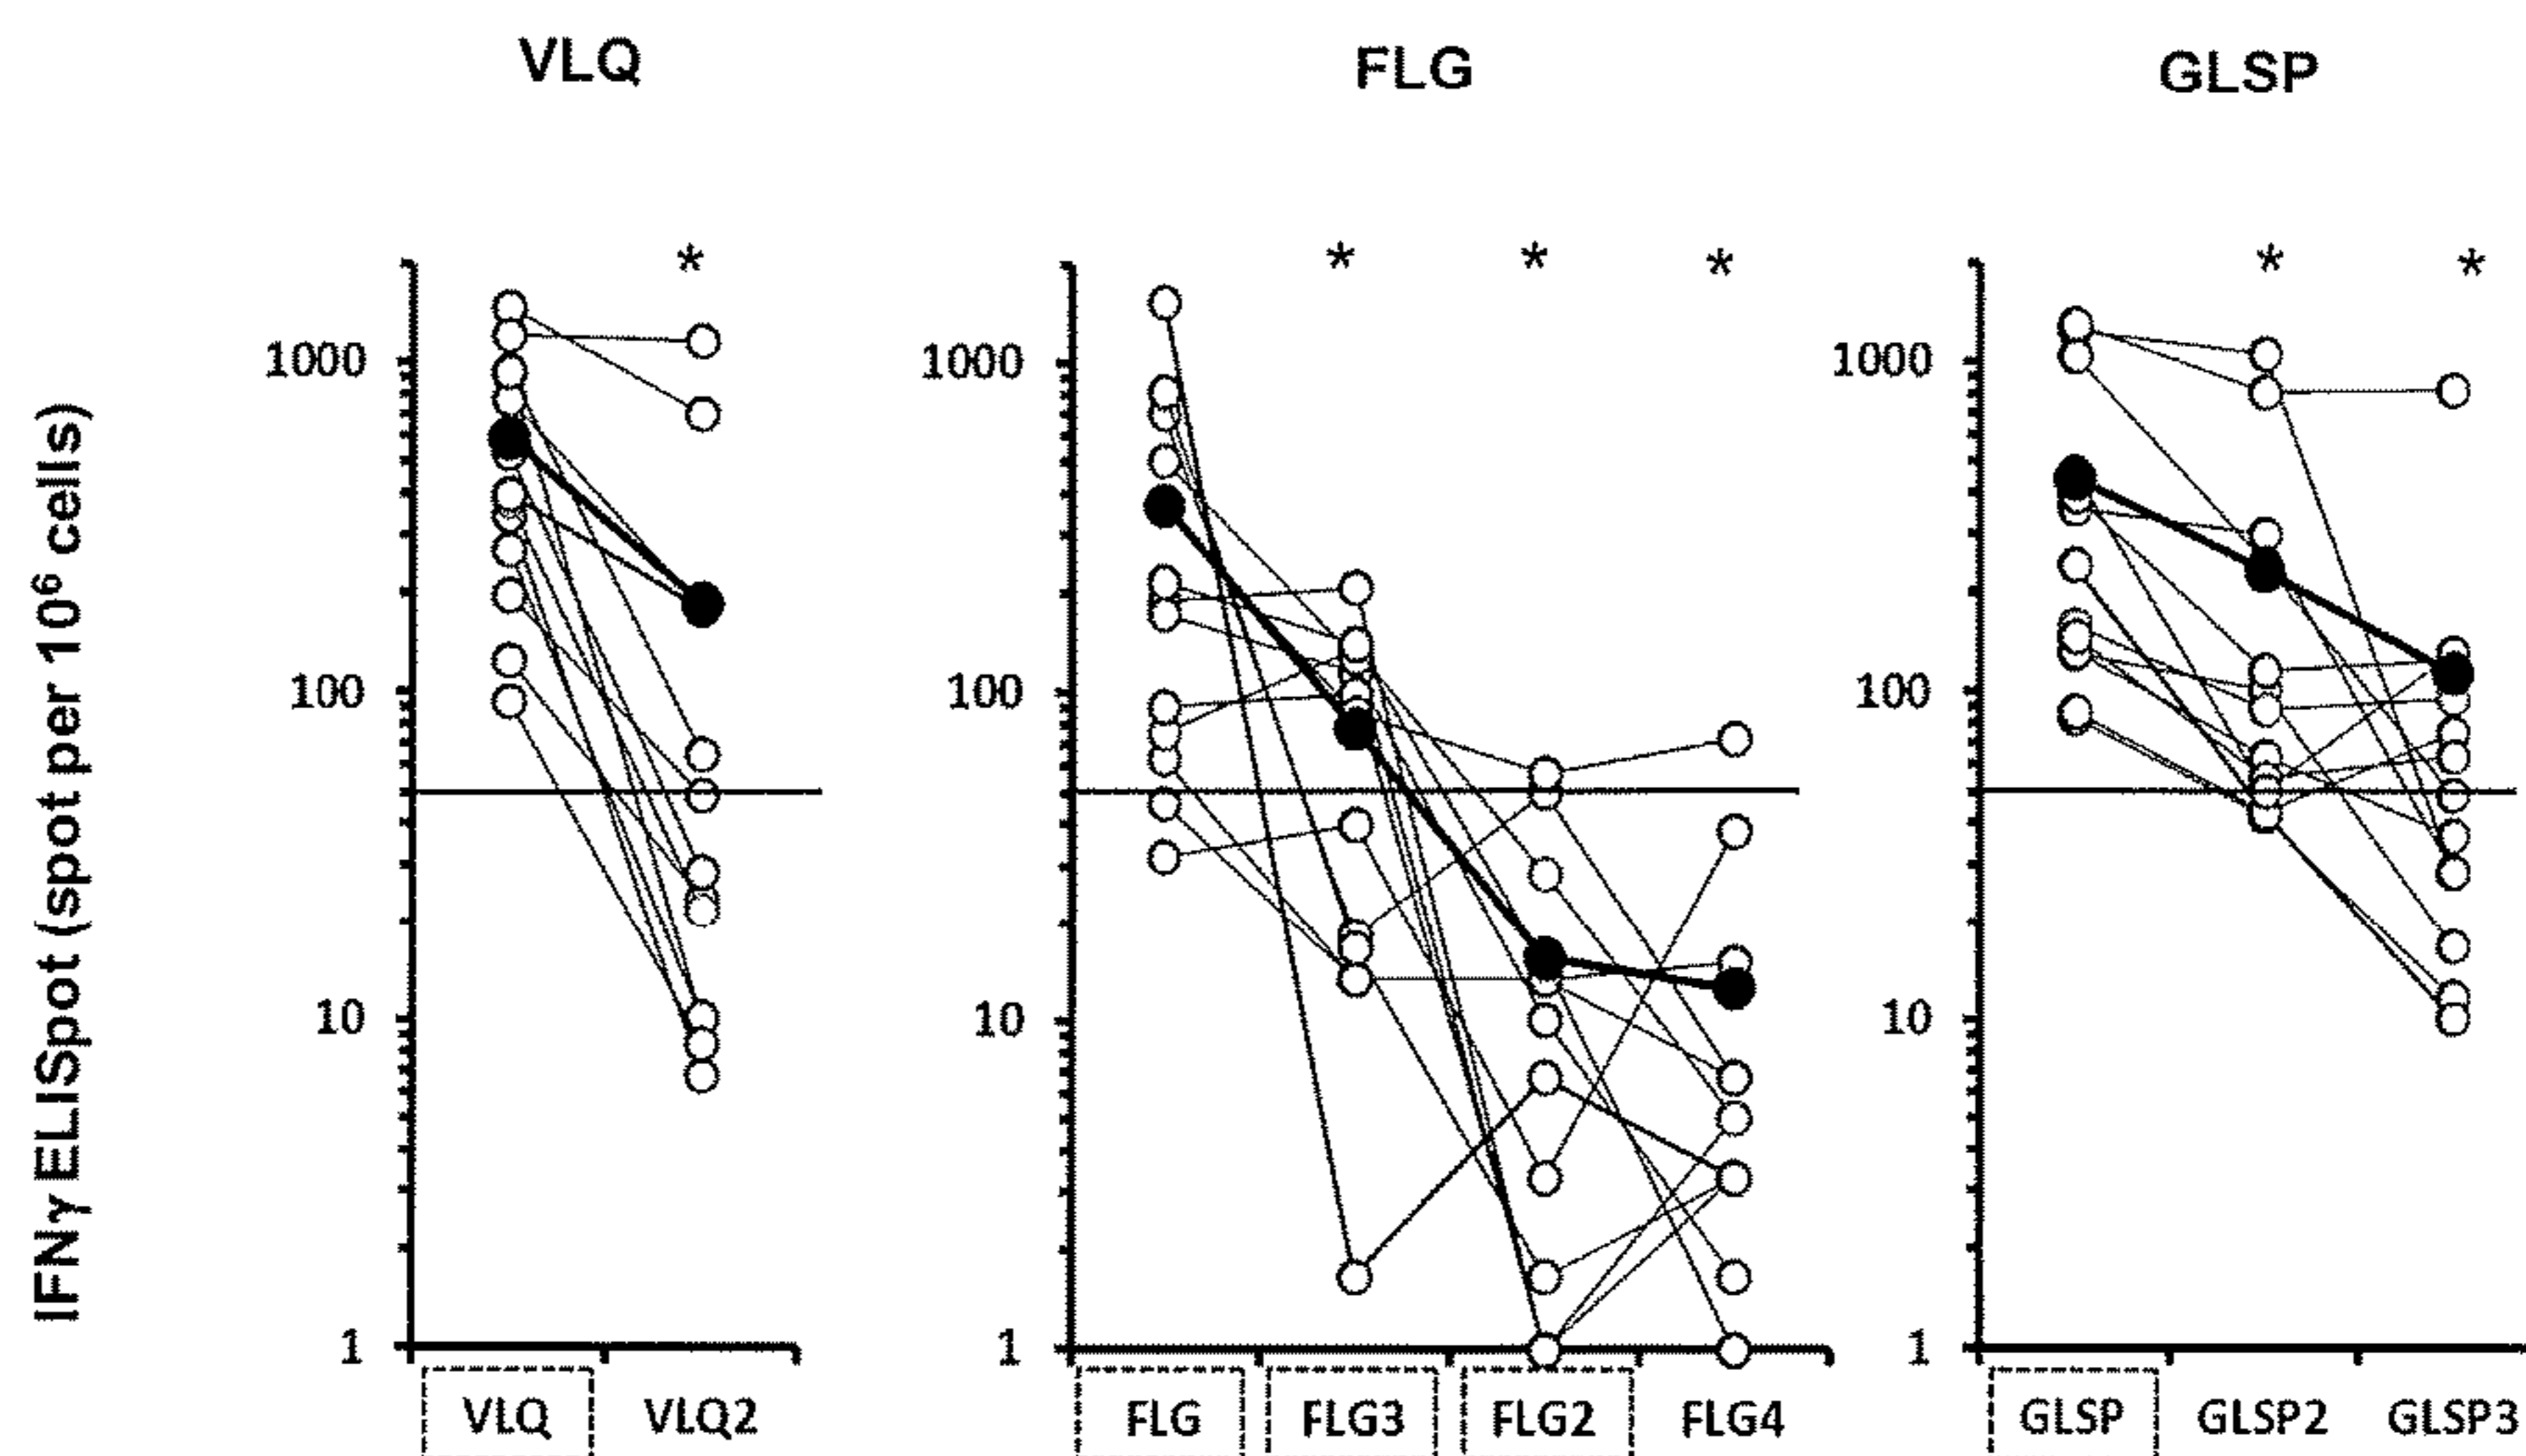 VLQ FLG GLSP
* * * * * *
IFNγ ELISpot (spot per 10⁶ cells)
1000 1000 1000
100 100 100
10 10 10
1 1 1
VLQ VLQ2 FLG FLG3 FLG2 FLG4 GLSP GLSP2 GLSP3